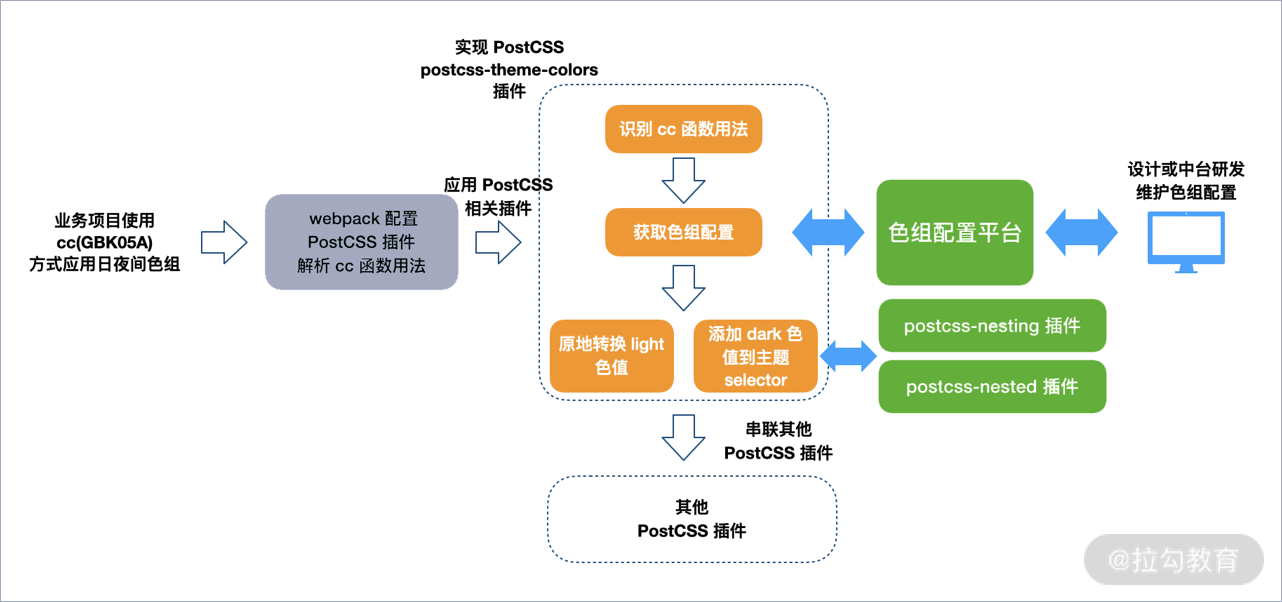 实现 PostCSS
postcss-theme-colors
插件
识别 cc 函数用法
应用 PostCSS
相关插件
设计或中台研发
维护色组配置
业务项目使用
cc(GBK05A)
方式应用日夜间色组
webpack 配置
PostCSS 插件
解析 cc 函数用法
获取色组配置
色组配置平台
原地转换 light
色值
添加 dark 色
值到主题
selector
postcss-nesting 插件
postcss-nested 插件
串联其他
PostCSS 插件
其他
PostCSS 插件
@拉勾教育